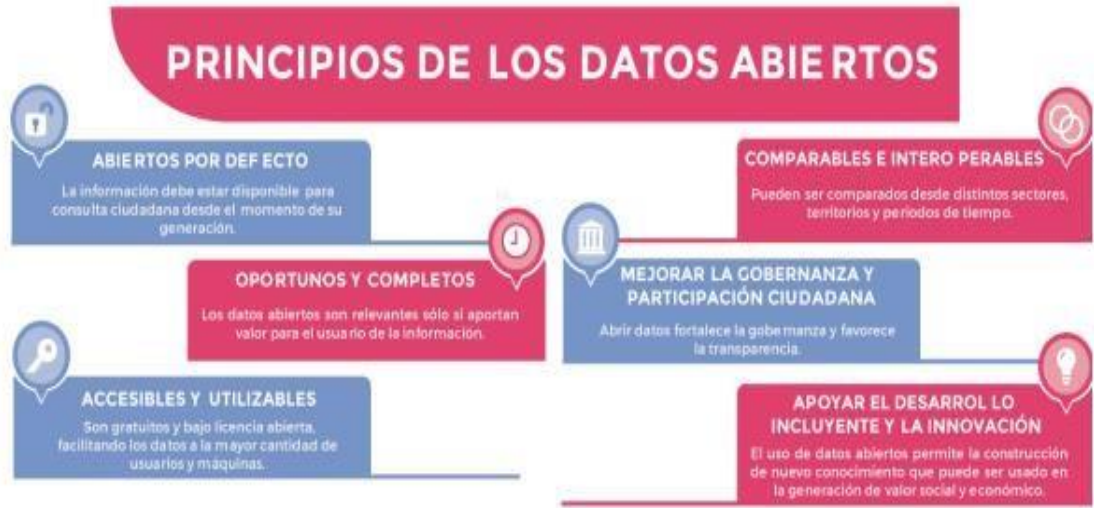 PRINCIPIOS DE LOS DATOS ABIERTOS
ABIERTOS POR DEFECTO
La información debe estar disponible para
consulta ciudadana desde el momento de su
generación.
OPORTUNOS Y COMPLETOS
Los datos abiertos son relevantes sólo si aportan
valor para el usuario de la información.
ACCESIBLES Y UTILIZABLES
Son gratuitos y bajo licencia abierta,
facilitando los datos a la mayor cantidad de
usuarios y máquinas.
COMPARABLES E INTEROPERABLES
Pueden ser comparados desde distintos sectores,
territorios y periodos de tiempo.
MEJORAR LA GOBERNANZA Y
PARTICIPACIÓN CIUDADANA
Abrir datos fortalece la gobernanza y favorece
la transparencia.
APOYAR EL DESARROLLO
INCLUYENTE Y LA INNOVACIÓN
El uso de datos abiertos permite la construcción
de nuevo conocimiento que puede ser usado en
la generación de valor social y económico.